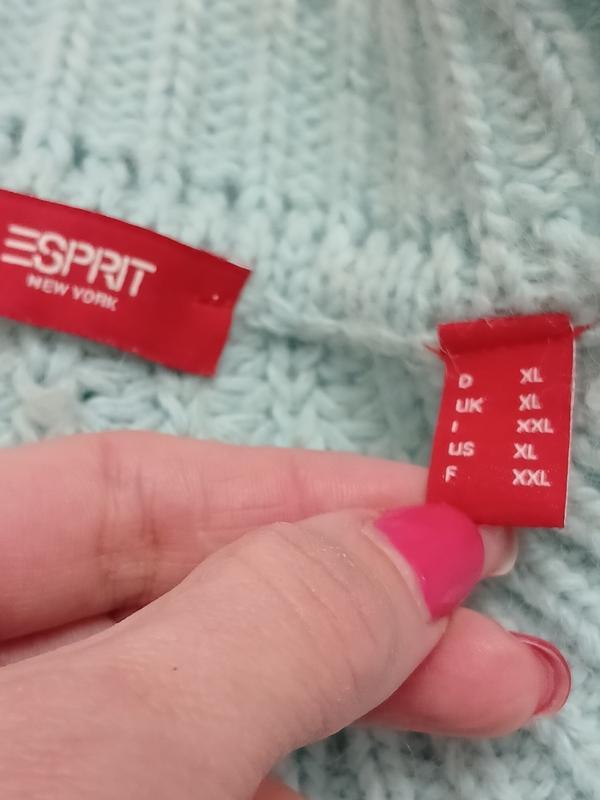 ESPRIT
NEW YORK
D XL
UK XL
I XXL
US XL
F XXL